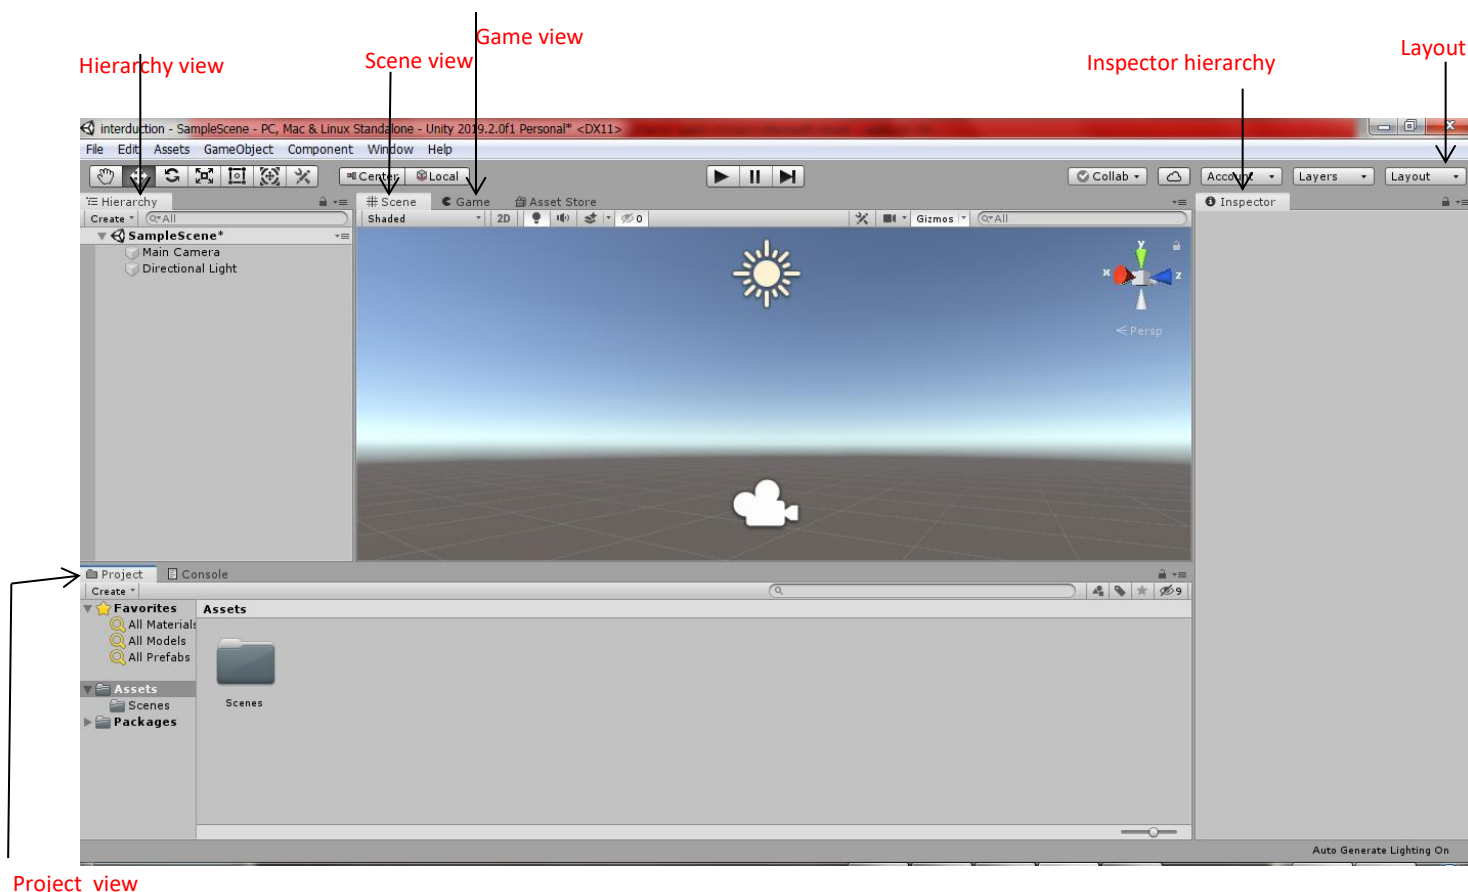 Game view
Hierarchy view
Scene view
Inspector hierarchy
Layout
interduction - SampleScene - PC, Mac & Linux Standalone - Unity 2019.2.0f1 Personal* <DX11>
File Edit Assets GameObject Component Window Help
Center Local Collab Account Layers Layout
Hierarchy Scene Game Asset Store Inspector
Create All Shaded 2D 0 Gizmos All
SampleScene*
Main Camera
Directional Light
y
x z
Persp
Project Console
Create 9
Favorites Assets
All Materials
All Models
All Prefabs
Assets
Scenes Scenes
Packages
Auto Generate Lighting On
Project view